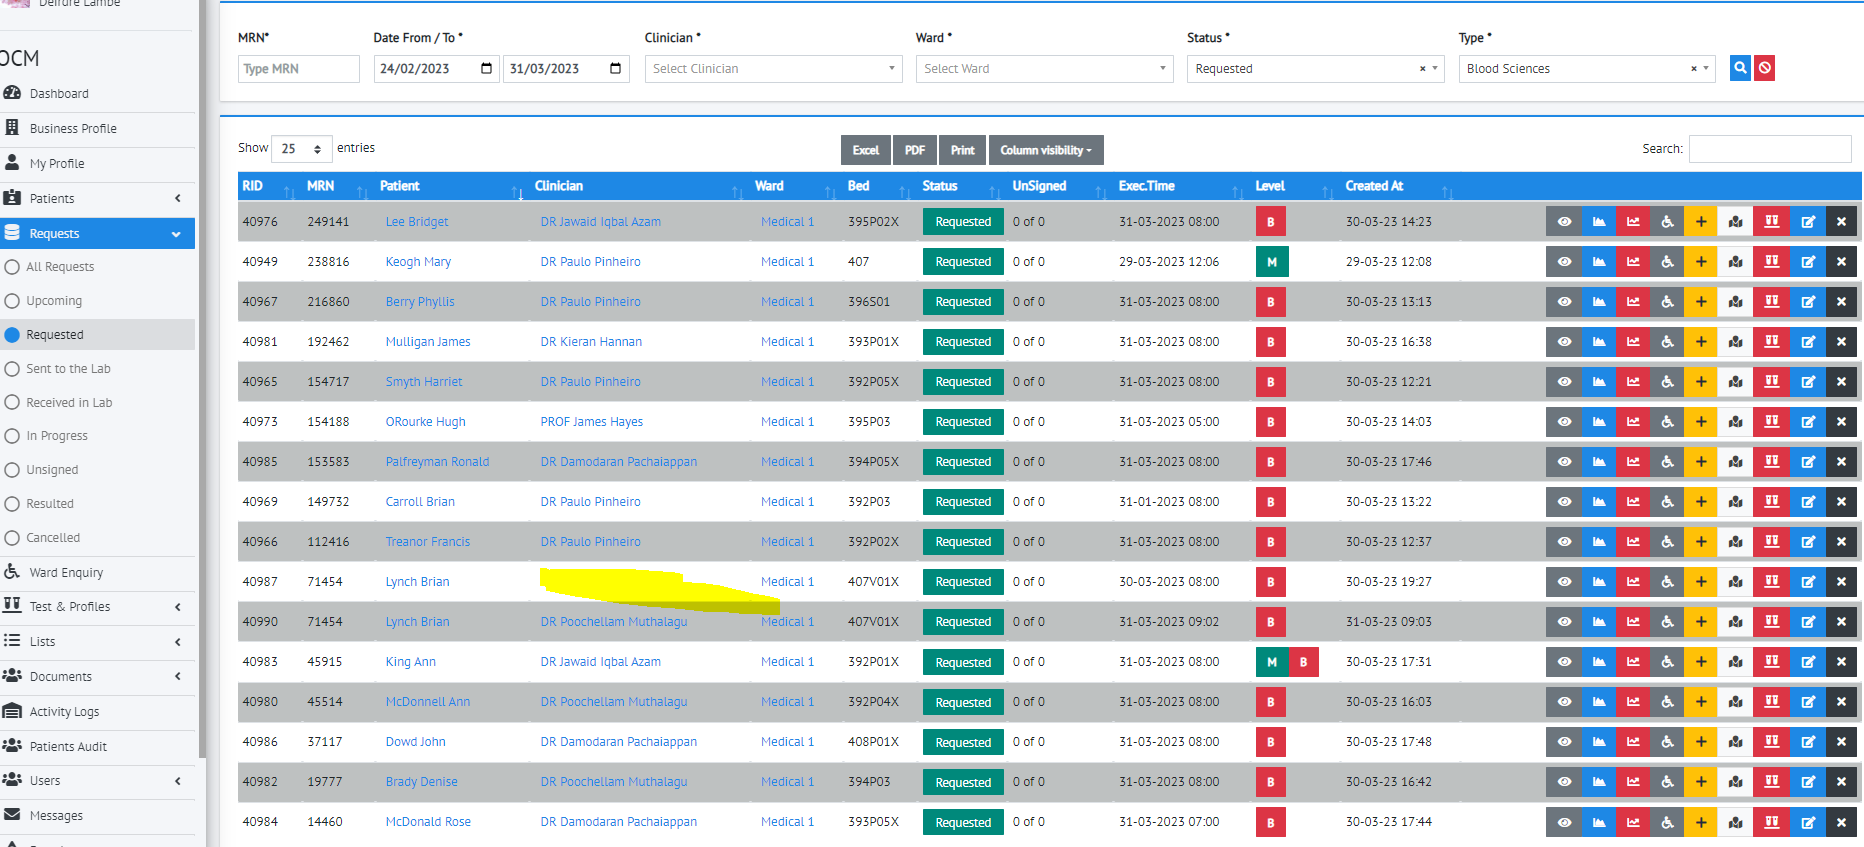 Deirdre Lambe
OCM
Dashboard
Business Profile
My Profile
Patients
Requests
All Requests
Upcoming
Requested
Sent to the Lab
Received in Lab
In Progress
Unsigned
Resulted
Cancelled
Ward Enquiry
Test & Profiles
Lists
Documents
Activity Logs
Patients Audit
Users
Messages
MRN* Date From / To * Clinician * Ward * Status * Type *
Type MRN 24/02/2023 31/03/2023 Select Clinician Select Ward Requested × Blood Sciences ×
Show 25 entries Excel PDF Print Column visibility Search:
RID MRN Patient Clinician Ward Bed Status UnSigned Exec.Time Level Created At
40976 249141 Lee Bridget DR Jawaid Iqbal Azam Medical 1 395P02X Requested 0 of 0 31-03-2023 08:00 B 30-03-23 14:23
40949 238816 Keogh Mary DR Paulo Pinheiro Medical 1 407 Requested 0 of 0 29-03-2023 12:06 M 29-03-23 12:08
40967 216860 Berry Phyllis DR Paulo Pinheiro Medical 1 396S01 Requested 0 of 0 31-03-2023 08:00 B 30-03-23 13:13
40981 192462 Mulligan James DR Kieran Hannan Medical 1 393P01X Requested 0 of 0 31-03-2023 08:00 B 30-03-23 16:38
40965 154717 Smyth Harriet DR Paulo Pinheiro Medical 1 392P05X Requested 0 of 0 31-03-2023 08:00 B 30-03-23 12:21
40973 154188 ORourke Hugh PROF James Hayes Medical 1 395P03 Requested 0 of 0 31-03-2023 05:00 B 30-03-23 14:03
40985 153583 Palfreyman Ronald DR Damodaran Pachaiappan Medical 1 394P05X Requested 0 of 0 31-03-2023 08:00 B 30-03-23 17:46
40969 149732 Carroll Brian DR Paulo Pinheiro Medical 1 392P03 Requested 0 of 0 31-01-2023 08:00 B 30-03-23 13:22
40966 112416 Treanor Francis DR Paulo Pinheiro Medical 1 392P02X Requested 0 of 0 31-03-2023 08:00 B 30-03-23 12:37
40987 71454 Lynch Brian Medical 1 407V01X Requested 0 of 0 30-03-2023 08:00 B 30-03-23 19:27
40990 71454 Lynch Brian DR Poochellam Muthalagu Medical 1 407V01X Requested 0 of 0 31-03-2023 09:02 B 31-03-23 09:03
40983 45915 King Ann DR Jawaid Iqbal Azam Medical 1 392P01X Requested 0 of 0 31-03-2023 08:00 M B 30-03-23 17:31
40980 45514 McDonnell Ann DR Poochellam Muthalagu Medical 1 392P04X Requested 0 of 0 31-03-2023 08:00 B 30-03-23 16:03
40986 37117 Dowd John DR Damodaran Pachaiappan Medical 1 408P01X Requested 0 of 0 31-03-2023 08:00 B 30-03-23 17:48
40982 19777 Brady Denise DR Poochellam Muthalagu Medical 1 394P03 Requested 0 of 0 31-03-2023 08:00 B 30-03-23 16:42
40984 14460 McDonald Rose DR Damodaran Pachaiappan Medical 1 393P05X Requested 0 of 0 31-03-2023 07:00 B 30-03-23 17:44